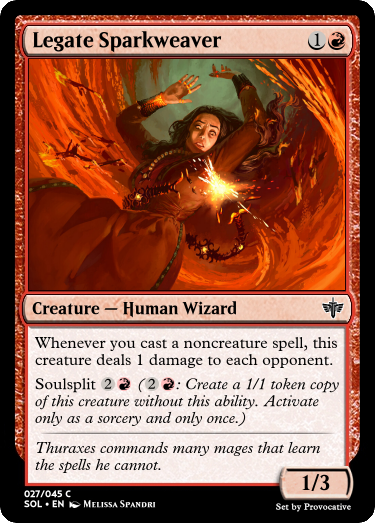 Legate Sparkweaver 1
Creature — Human Wizard
Whenever you cast a noncreature spell, this
creature deals 1 damage to each opponent.
Soulsplit 2 (2: Create a 1/1 token copy
of this creature without this ability. Activate
only as a sorcery and only once.)
Thuraxes commands many mages that learn
the spells he cannot.
1/3
027/045 C
SOL • EN Melissa Spandri
Set by Provocative